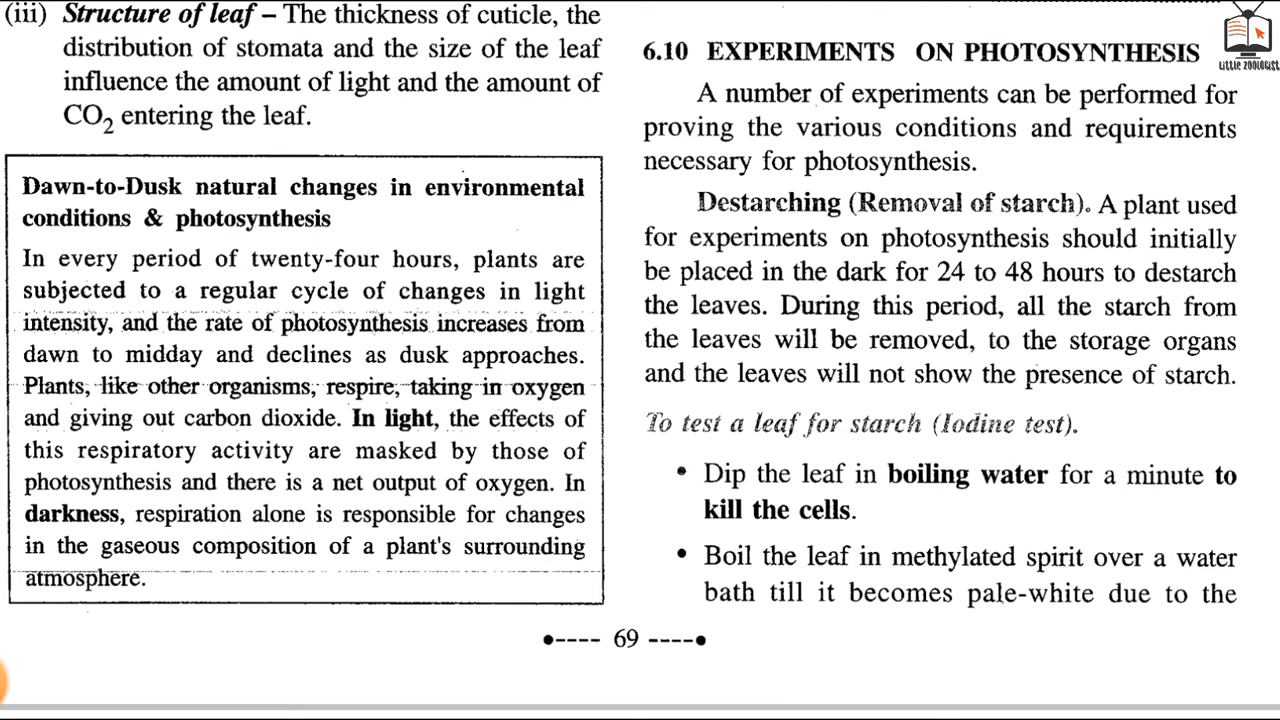 (iii) Structure of leaf – The thickness of cuticle, the
distribution of stomata and the size of the leaf
influence the amount of light and the amount of
CO2 entering the leaf.
Dawn-to-Dusk natural changes in environmental
conditions & photosynthesis
In every period of twenty-four hours, plants are
subjected to a regular cycle of changes in light
intensity, and the rate of photosynthesis increases from
dawn to midday and declines as dusk approaches.
Plants, like other organisms, respire, taking in oxygen
and giving out carbon dioxide. In light, the effects of
this respiratory activity are masked by those of
photosynthesis and there is a net output of oxygen. In
darkness, respiration alone is responsible for changes
in the gaseous composition of a plant's surrounding
atmosphere.
6.10 EXPERIMENTS ON PHOTOSYNTHESIS
A number of experiments can be performed for
proving the various conditions and requirements
necessary for photosynthesis.
Destarching (Removal of starch). A plant used
for experiments on photosynthesis should initially
be placed in the dark for 24 to 48 hours to destarch
the leaves. During this period, all the starch from
the leaves will be removed, to the storage organs
and the leaves will not show the presence of starch.
To test a leaf for starch (Iodine test).
• Dip the leaf in boiling water for a minute to
kill the cells.
• Boil the leaf in methylated spirit over a water
bath till it becomes pale-white due to the
•---- 69 ----•
LITTLE ZOOLOGIST